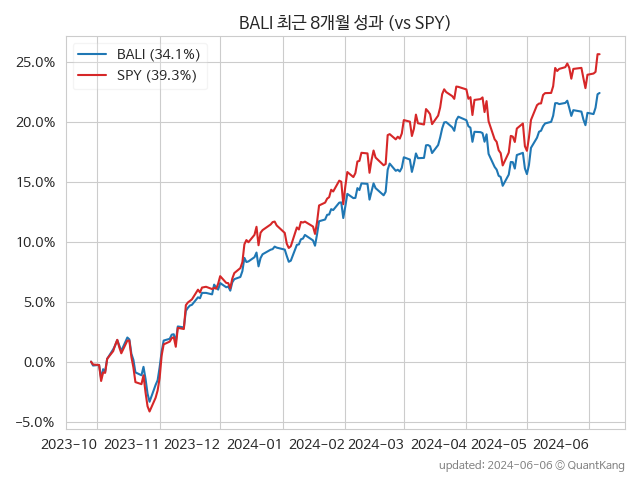 BALI 최근 8개월 성과 (vs SPY)
BALI (34.1%)
SPY (39.3%)
25.0%
20.0%
15.0%
10.0%
5.0%
0.0%
−5.0%
2023−10 2023−11 2023−12 2024−01 2024−02 2024−03 2024−04 2024−05 2024−06
updated: 2024-06-06 © QuantKang